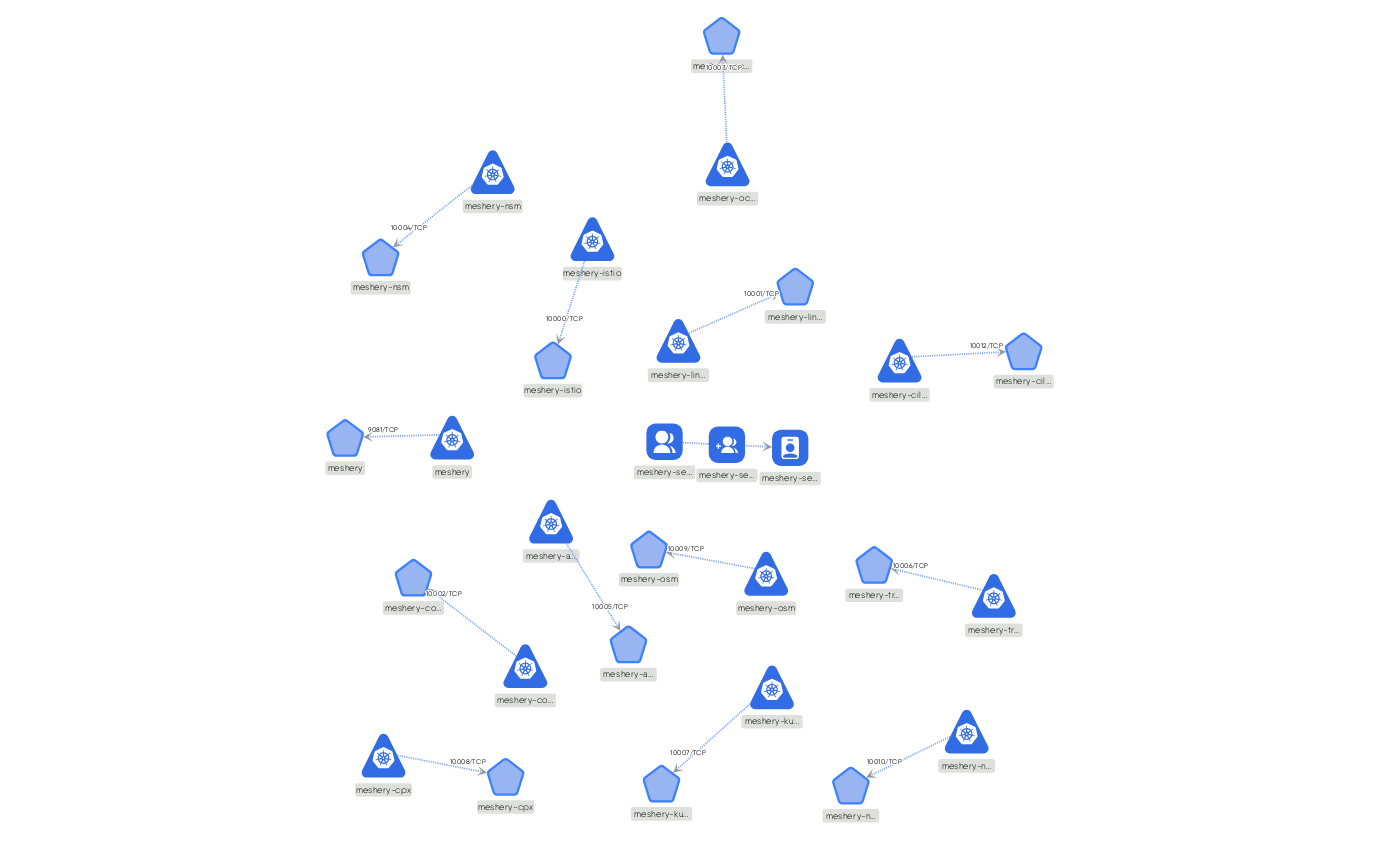 10003/TCP
meshery-oc...
meshery-nsm
10004/TCP
meshery-nsm
meshery-istio
10000/TCP
meshery-istio
10001/TCP
meshery-lin...
meshery-lin...
10012/TCP
meshery-cil...
meshery-cil...
9081/TCP
meshery
meshery
meshery-se...
meshery-se...
meshery-se...
meshery-a...
10005/TCP
meshery-a...
10009/TCP
meshery-osm
meshery-osm
10006/TCP
meshery-tr...
meshery-tr...
10002/TCP
meshery-co...
meshery-co...
meshery-ku...
10007/TCP
meshery-ku...
meshery-n...
10010/TCP
meshery-n...
10008/TCP
meshery-cpx
meshery-cpx